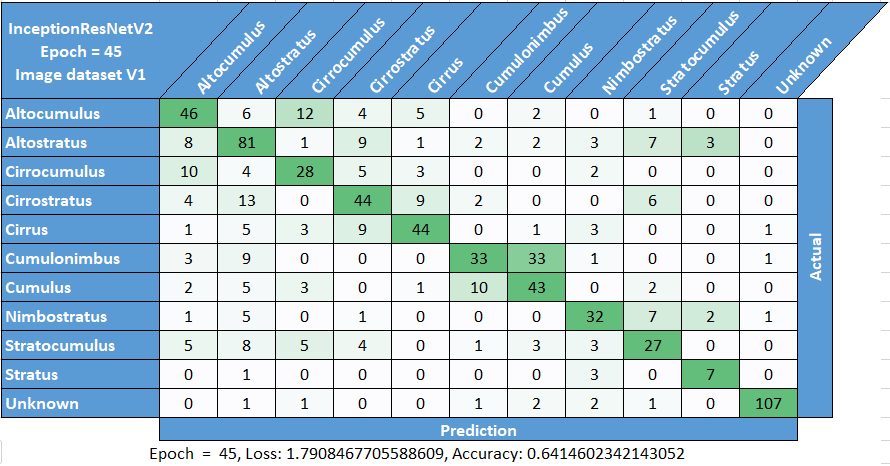 InceptionResNetV2
Epoch = 45
Image dataset V1
Altocumulus
Altostratus
Cirrocumulus
Cirrostratus
Cirrus
Cumulonimbus
Cumulus
Nimbostratus
Stratocumulus
Stratus
Unknown
Altocumulus 46 6 12 4 5 0 2 0 1 0 0
Altostratus 8 81 1 9 1 2 2 3 7 3 0
Cirrocumulus 10 4 28 5 3 0 0 2 0 0 0
Cirrostratus 4 13 0 44 9 2 0 0 6 0 0
Cirrus 1 5 3 9 44 0 1 3 0 0 1
Cumulonimbus 3 9 0 0 0 33 33 1 0 0 1
Cumulus 2 5 3 0 1 10 43 0 2 0 0
Nimbostratus 1 5 0 1 0 0 0 32 7 2 1
Stratocumulus 5 8 5 4 0 1 3 3 27 0 0
Stratus 0 1 0 0 0 0 0 3 0 7 0
Unknown 0 1 1 0 0 1 2 2 1 0 107
Actual
Prediction
Epoch = 45, Loss: 1.7908467705588609, Accuracy: 0.6414602342143052